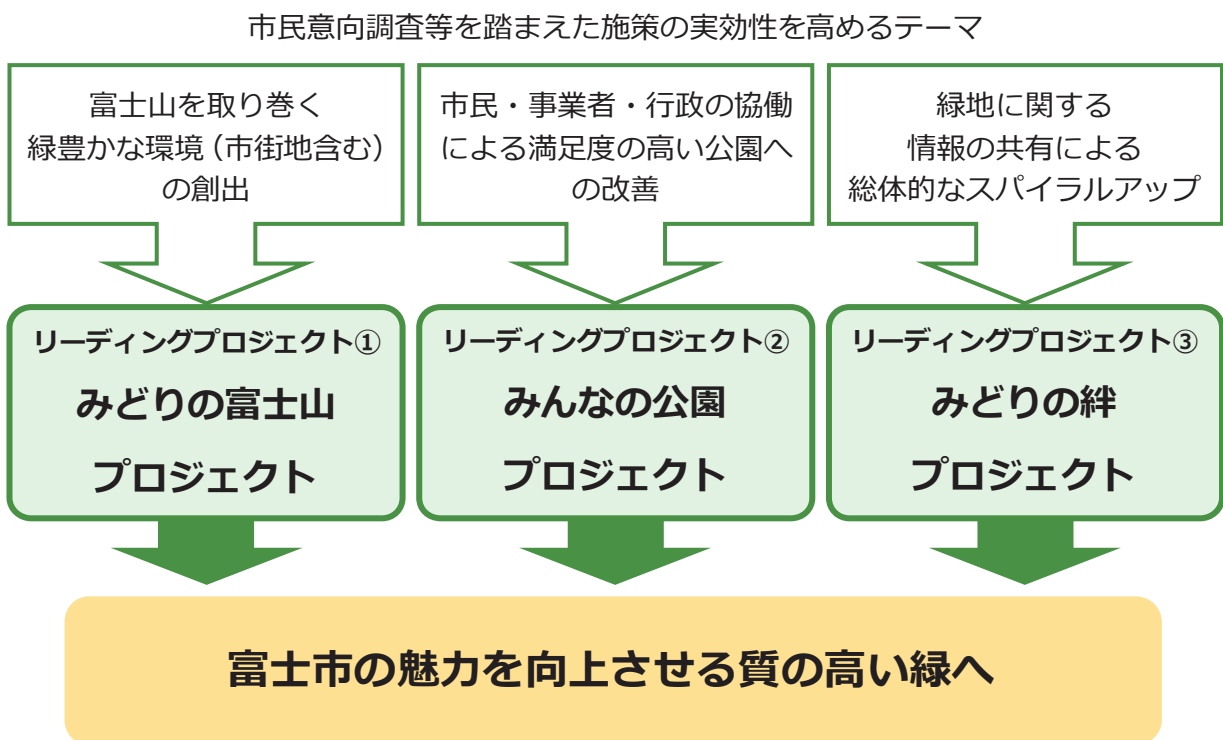 市民意向調査等を踏まえた施策の実効性を高めるテーマ
富士山を取り巻く
緑豊かな環境（市街地含む）
の創出
市民・事業者・行政の協働
による満足度の高い公園へ
の改善
緑地に関する
情報の共有による
総体的なスパイラルアップ
リーディングプロジェクト①
みどりの富士山
プロジェクト
リーディングプロジェクト②
みんなの公園
プロジェクト
リーディングプロジェクト③
みどりの絆
プロジェクト
富士市の魅力を向上させる質の高い緑へ